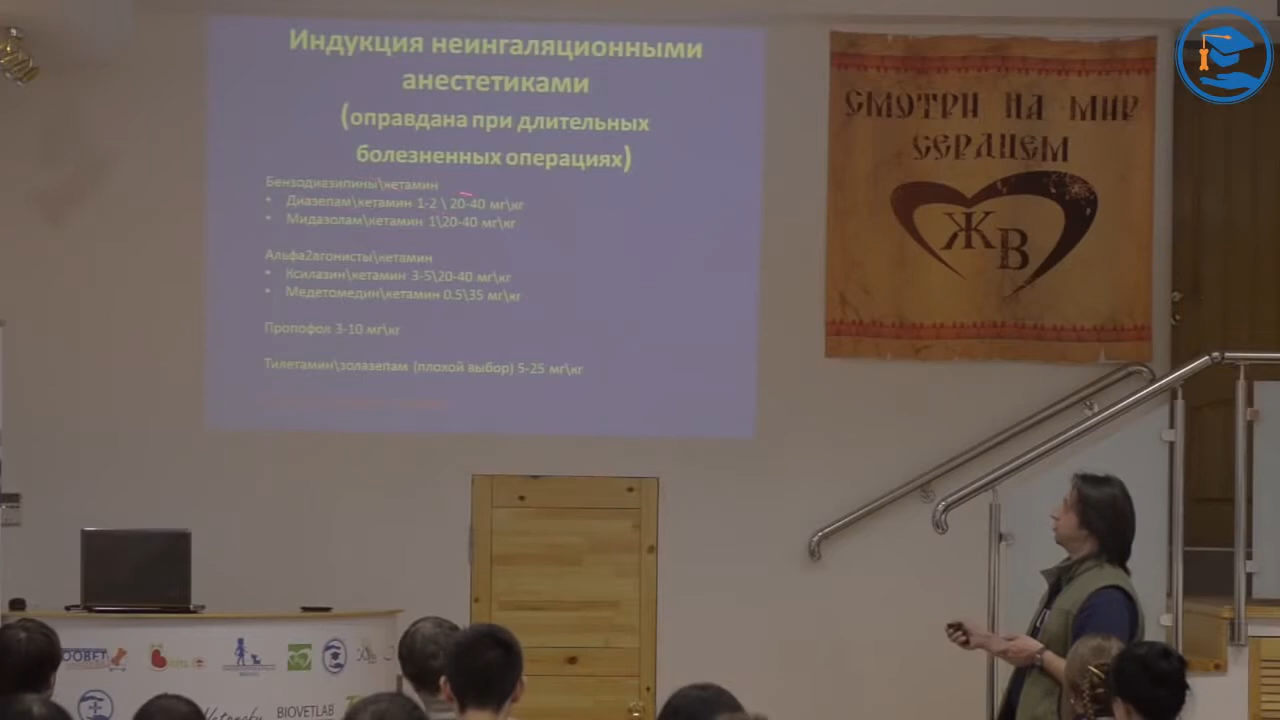 Индукция неингаляционными
анестетиками
(оправдана при длительных
болезненных операциях)
Бензодиазипины\кетамин
• Диазепам\кетамин 1-2 \ 20-40 мг\кг
• Мидазолам\кетамин 1\20-40 мг\кг
Альфа2агонисты\кетамин
• Ксилазин\кетамин 3-5\20-40 мг\кг
• Медетомедин\кетамин 0.5\35 мг\кг
Пропофол 3-10 мг\кг
Тилетамин\золазепам (плохой выбор) 5-25 мг\кг
СМОТРИ НА МИР
СЕРДЦЕМ
ЖВ
BIOVETLAB